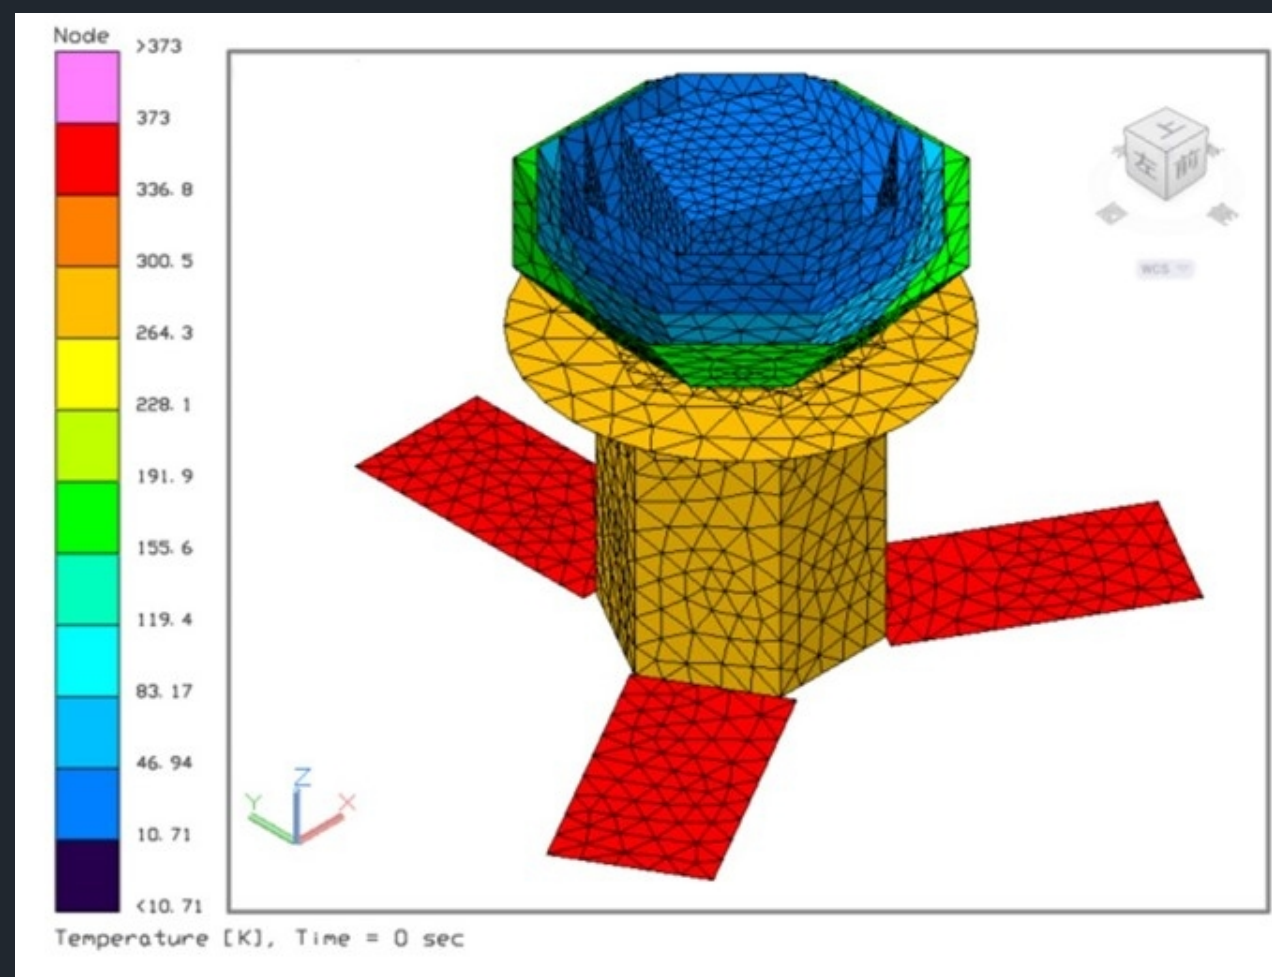 Node
>373
373
336.8
300.5
264.3
228.1
191.9
155.6
119.4
83.17
46.94
10.71
<10.71
上
左
前
WCS
Z
Y
X
Temperature [K], Time = 0 sec